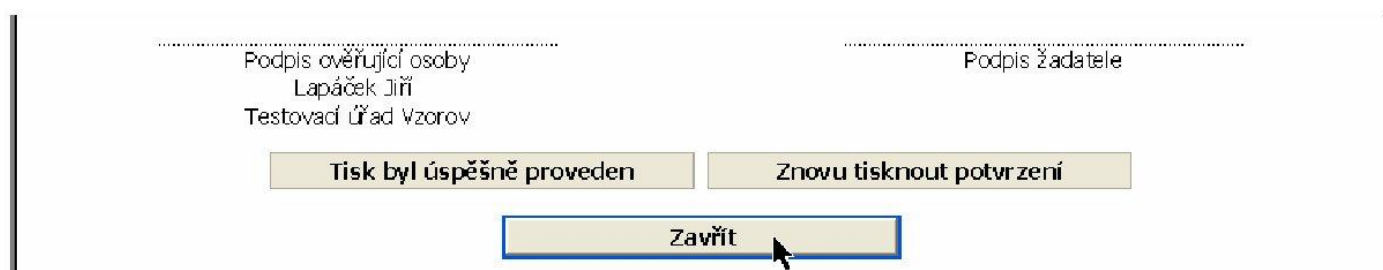 Podpis ověřující osoby
Lapáček Jiří
Testovací úřad Vzorov
Podpis žadatele
Tisk byl úspěšně proveden
Znovu tisknout potvrzení
Zavřít